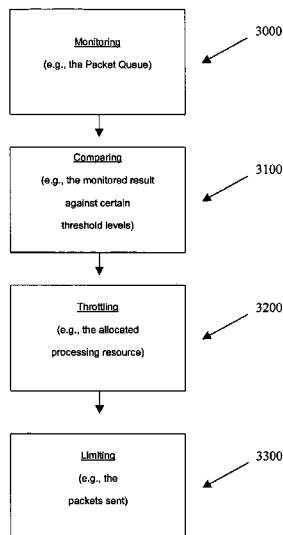 Monitoring
(e.g., the Packet Queue)
3000
Comparing
(e.g., the monitored result
against certain
threshold levels)
3100
Throttling
(e.g., the allocated
processing resource)
3200
Limiting
(e.g., the
packets sent)
3300